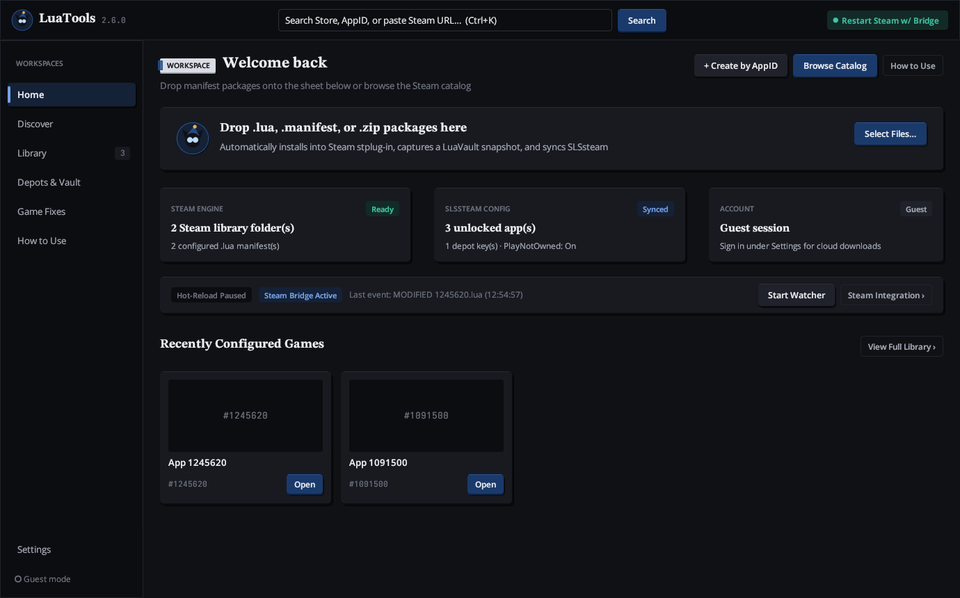 LuaTools 2.6.0
Search Store, AppID, or paste Steam URL... (Ctrl+K)
Search
Restart Steam w/ Bridge
WORKSPACES
Home
Discover
Library 3
Depots & Vault
Game Fixes
How to Use
Settings
Guest mode
WORKSPACE Welcome back
Drop manifest packages onto the sheet below or browse the Steam catalog
+ Create by AppID
Browse Catalog
How to Use
Drop .lua, .manifest, or .zip packages here
Automatically installs into Steam stplug-in, captures a LuaVault snapshot, and syncs SLSsteam
Select Files...
STEAM ENGINE Ready
2 Steam library folder(s)
2 configured .lua manifest(s)
SLSSTEAM CONFIG Synced
3 unlocked app(s)
1 depot key(s) · PlayNotOwned: On
ACCOUNT Guest
Guest session
Sign in under Settings for cloud downloads
Hot-Reload Paused
Steam Bridge Active
Last event: MODIFIED 1245620.lua (12:54:57)
Start Watcher
Steam Integration ›
Recently Configured Games
View Full Library ›
#1245620
App 1245620
#1245620 Open
#1091500
App 1091500
#1091500 Open